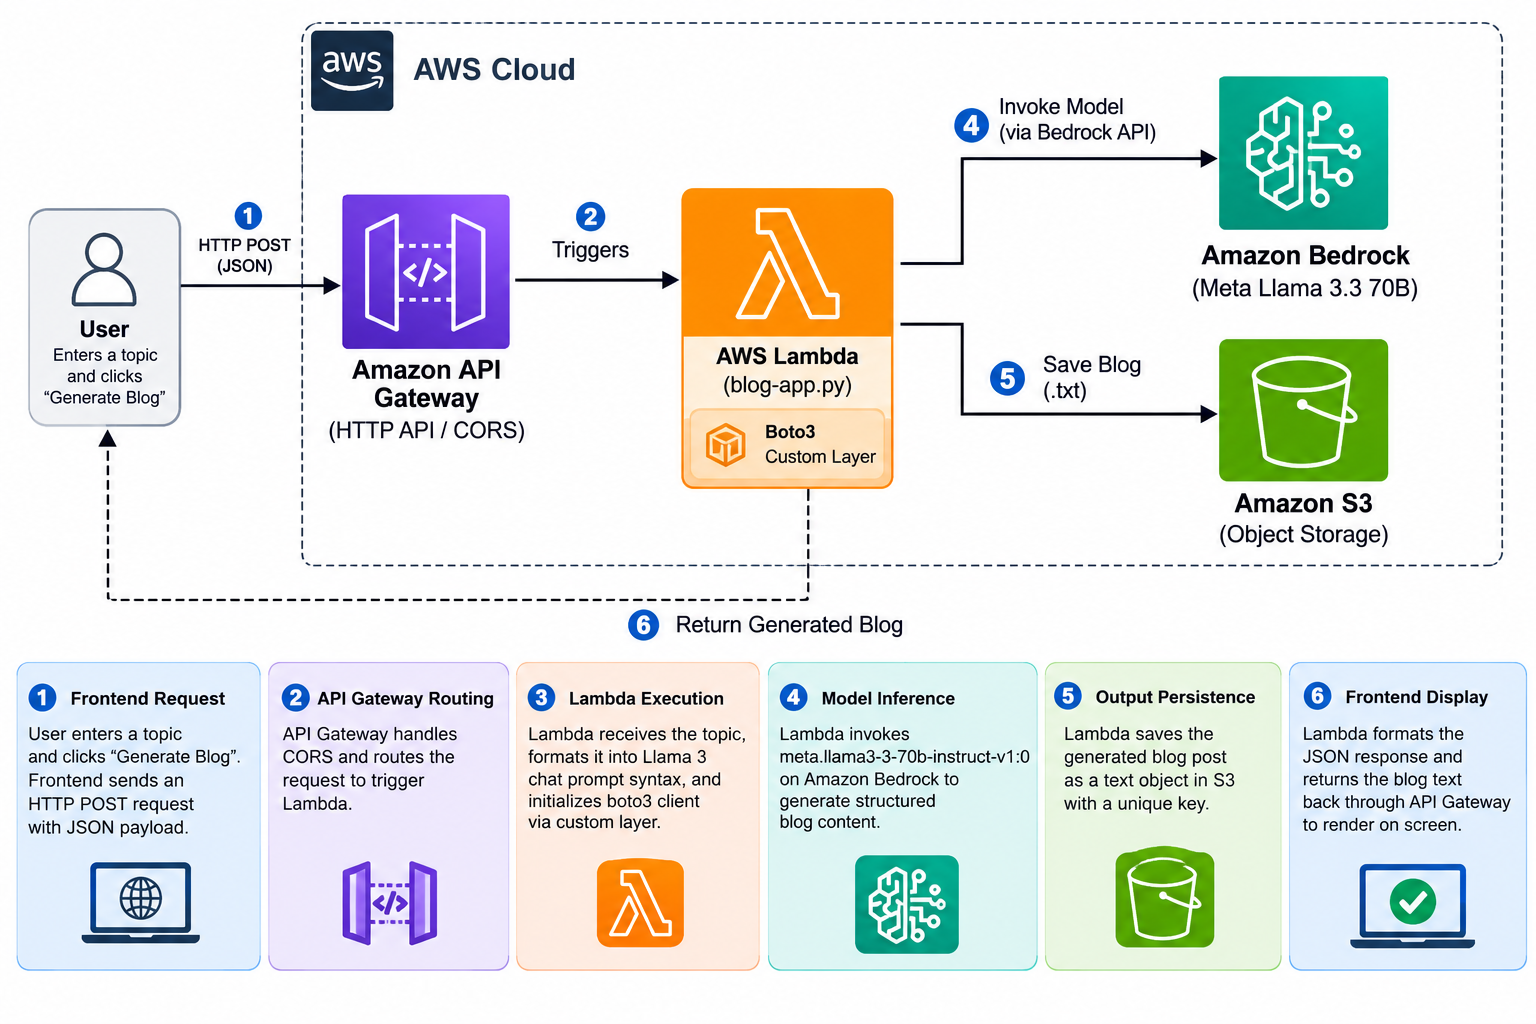 aws
AWS Cloud
1
HTTP POST
(JSON)
User
Enters a topic
and clicks
“Generate Blog”
Amazon API
Gateway
(HTTP API / CORS)
2
Triggers
AWS Lambda
(blog-app.py)
Boto3
Custom Layer
4
Invoke Model
(via Bedrock API)
Amazon Bedrock
(Meta Llama 3.3 70B)
5
Save Blog
(.txt)
Amazon S3
(Object Storage)
6 Return Generated Blog
1 Frontend Request
User enters a topic
and clicks “Generate Blog”.
Frontend sends an
HTTP POST request
with JSON payload.
2 API Gateway Routing
API Gateway handles
CORS and routes the
request to trigger
Lambda.
3 Lambda Execution
Lambda receives the topic,
formats it into Llama 3
chat prompt syntax, and
initializes boto3 client
via custom layer.
4 Model Inference
Lambda invokes
meta.llama3-3-70b-instruct-v1:0
on Amazon Bedrock to
generate structured
blog content.
5 Output Persistence
Lambda saves the
generated blog post
as a text object in S3
with a unique key.
6 Frontend Display
Lambda formats the
JSON response and
returns the blog text
back through API Gateway
to render on screen.